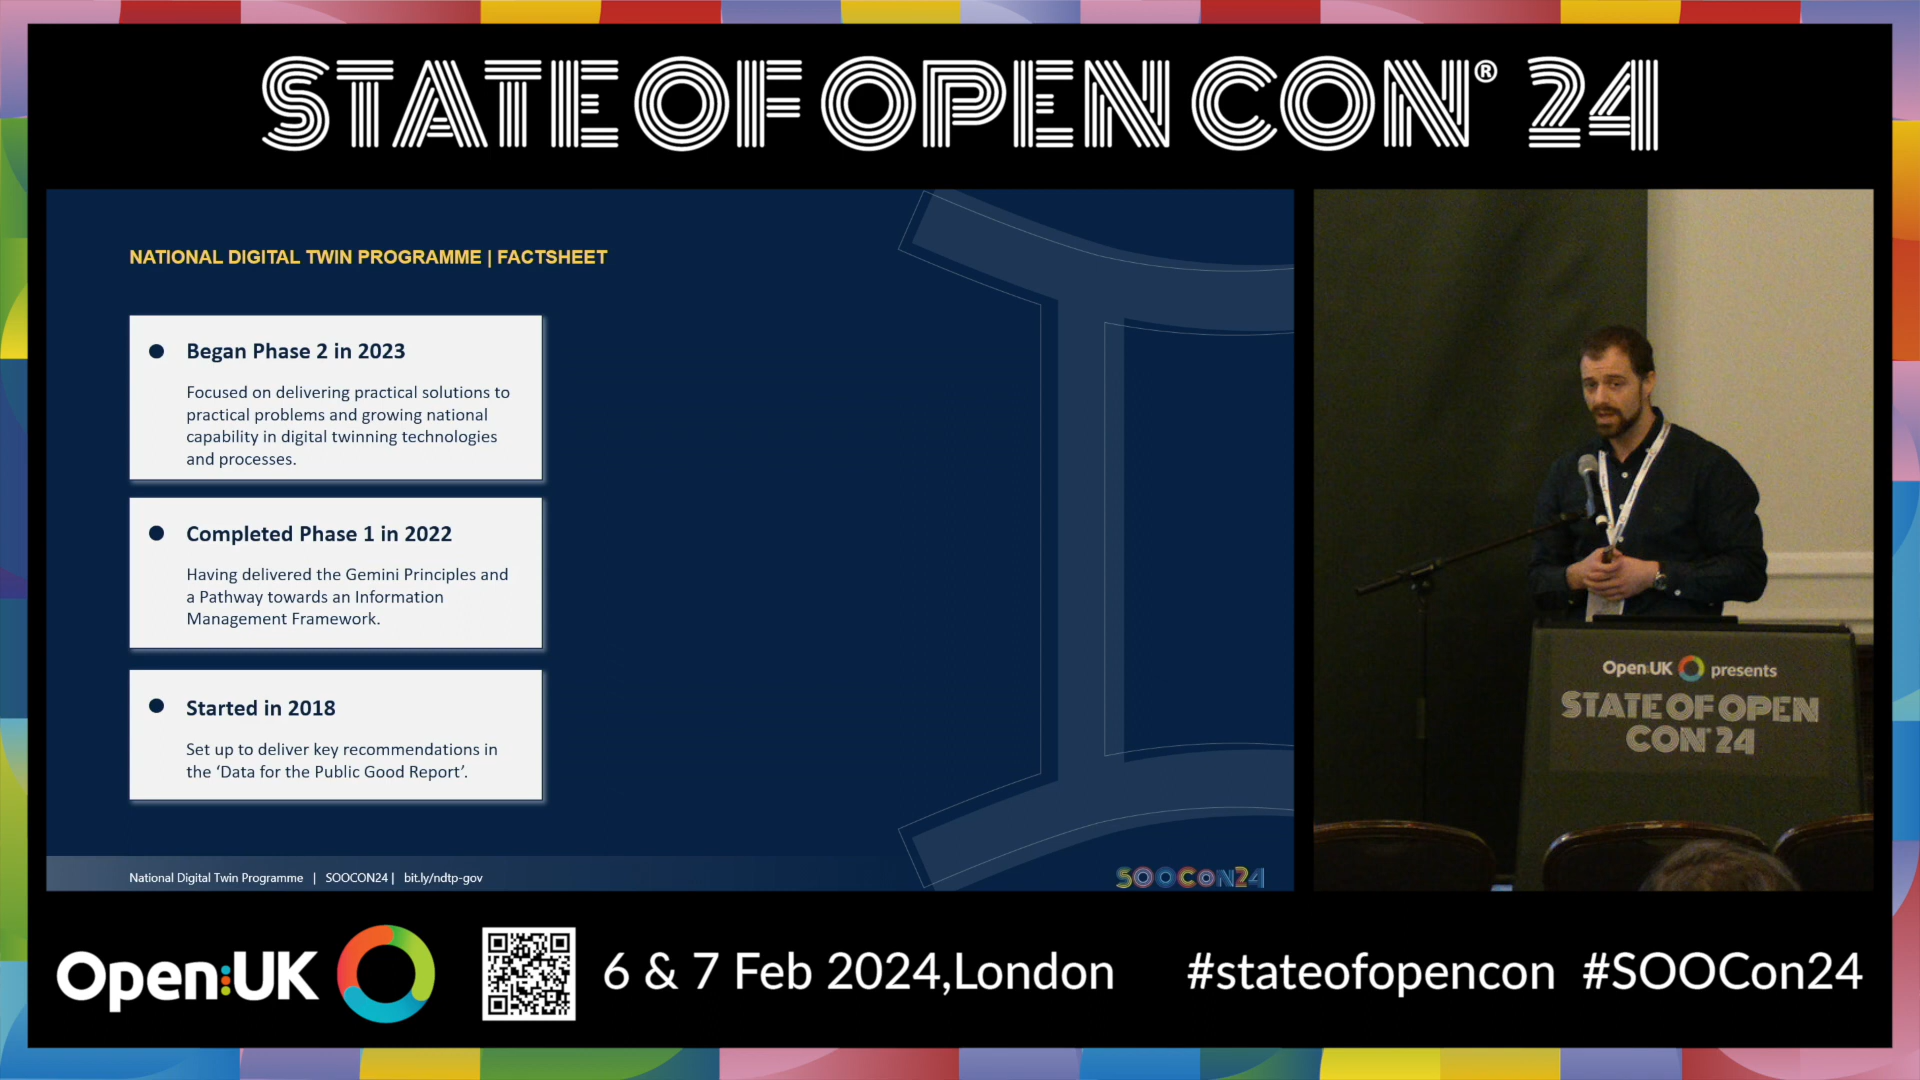 STATE OF OPEN CON® 24
NATIONAL DIGITAL TWIN PROGRAMME | FACTSHEET
Began Phase 2 in 2023
Focused on delivering practical solutions to
practical problems and growing national
capability in digital twinning technologies
and processes.
Completed Phase 1 in 2022
Having delivered the Gemini Principles and
a Pathway towards an Information
Management Framework.
Started in 2018
Set up to deliver key recommendations in
the ‘Data for the Public Good Report’.
National Digital Twin Programme | SOOCON24 | bit.ly/ndtp-gov
SOOCON24
Open:UK presents
STATE OF OPEN
CON® 24
Open:UK
6 & 7 Feb 2024,London
#stateofopencon #SOOCon24